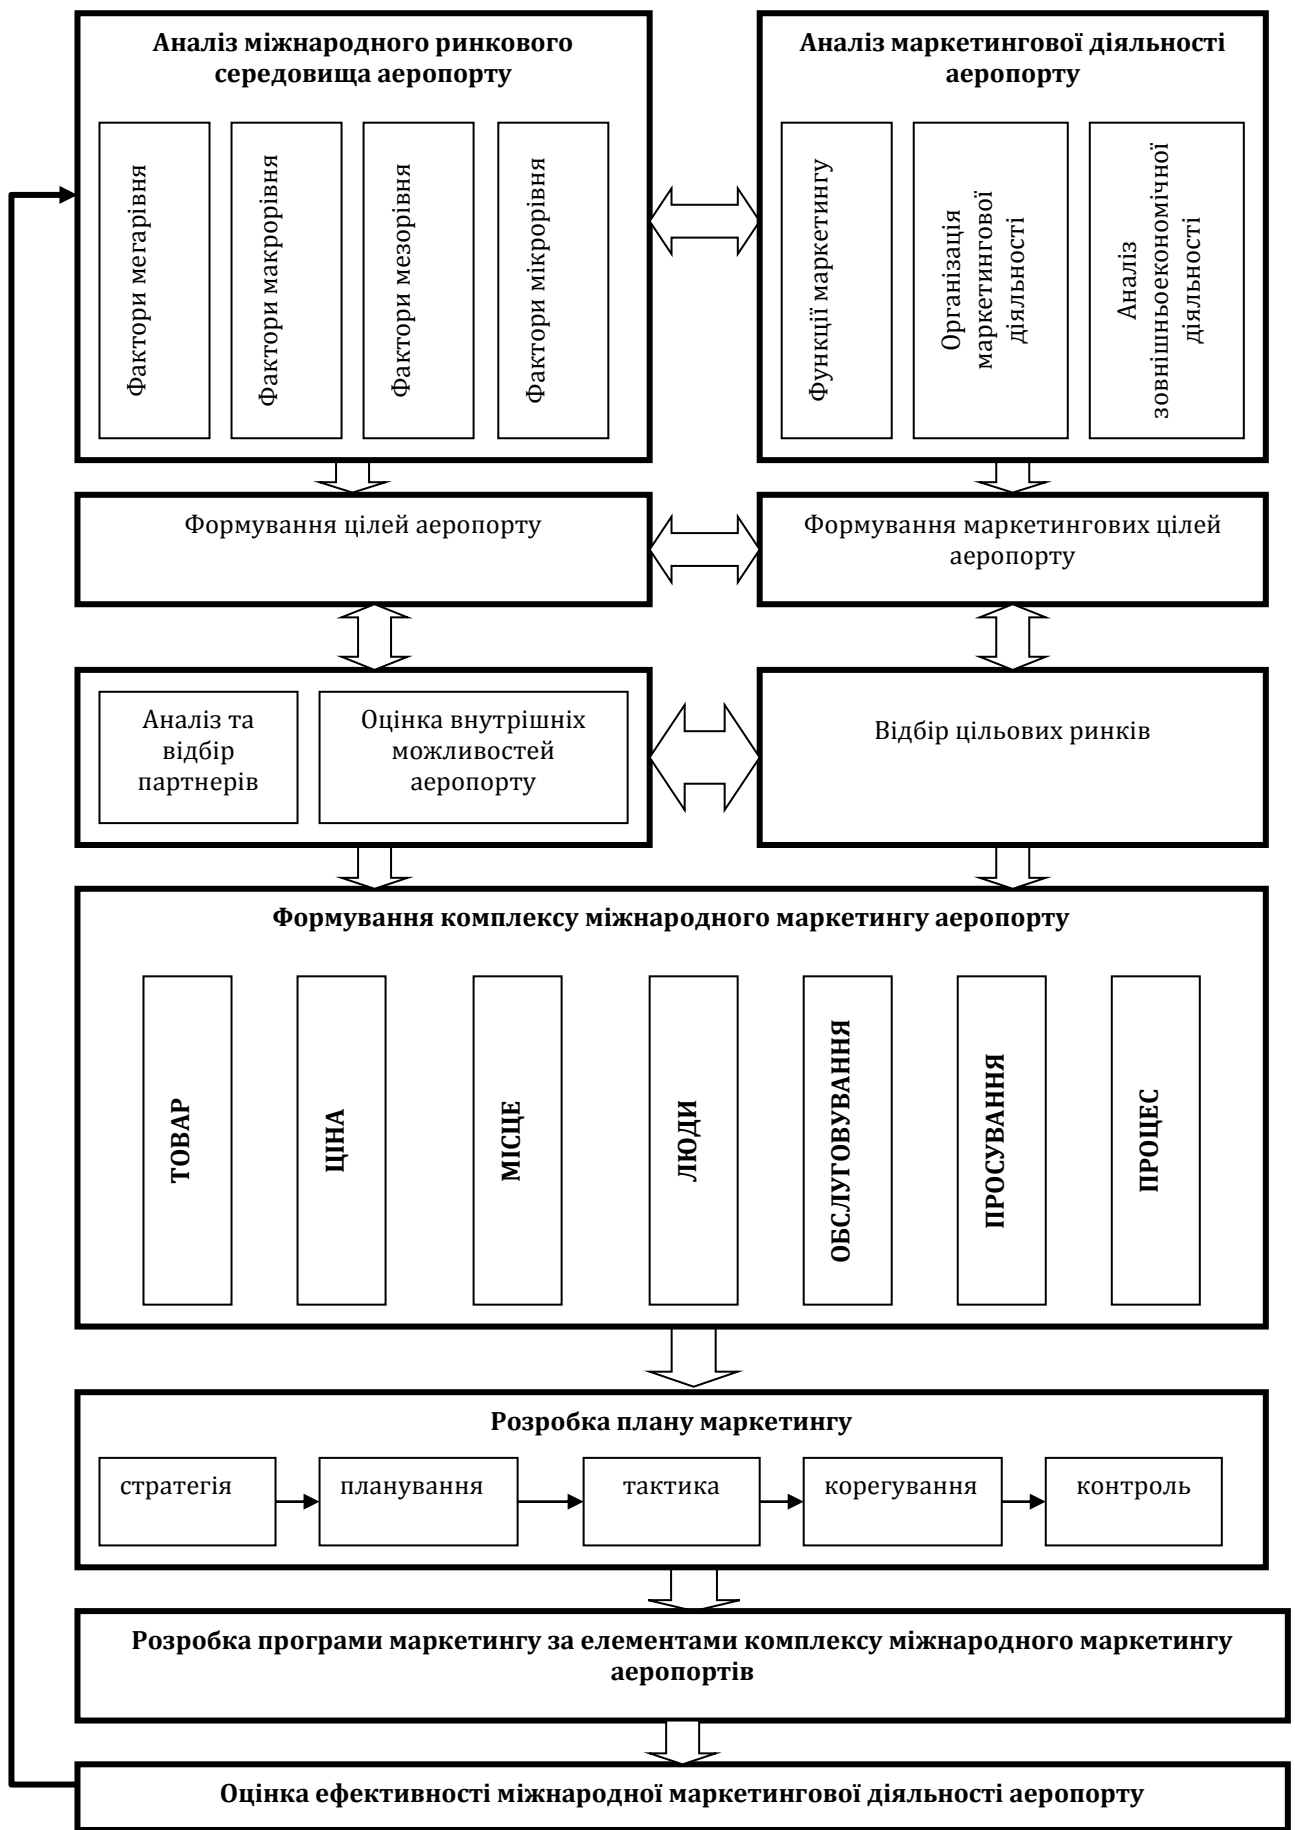 Аналіз міжнародного ринкового
середовища аеропорту
Фактори мегарівня
Фактори макрорівня
Фактори мезорівня
Фактори мікрорівня
Аналіз маркетингової діяльності
аеропорту
Функції маркетингу
Організація
маркетингової
діяльності
Аналіз
зовнішньоекономічної
діяльності
Формування цілей аеропорту
Формування маркетингових цілей
аеропорту
Аналіз та
відбір
партнерів
Оцінка внутрішніх
можливостей
аеропорту
Відбір цільових ринків
Формування комплексу міжнародного маркетингу аеропорту
ТОВАР
ЦІНА
МІСЦЕ
ЛЮДИ
ОБСЛУГОВУВАННЯ
ПРОСУВАННЯ
ПРОЦЕС
Розробка плану маркетингу
стратегія
планування
тактика
корегування
контроль
Розробка програми маркетингу за елементами комплексу міжнародного маркетингу
аеропортів
Оцінка ефективності міжнародної маркетингової діяльності аеропорту